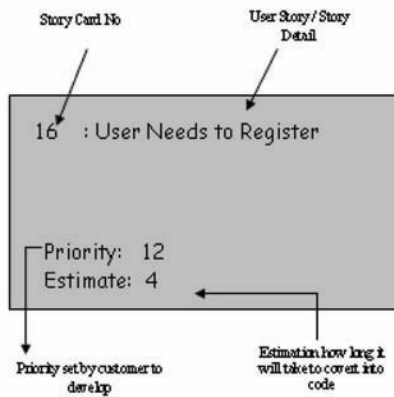 Story Card No
User Story / Story
Detail
16 : User Needs to Register
Priority: 12
Estimate: 4
Priority set by customer to
develop
Estimation how long it
will take to covert into
code